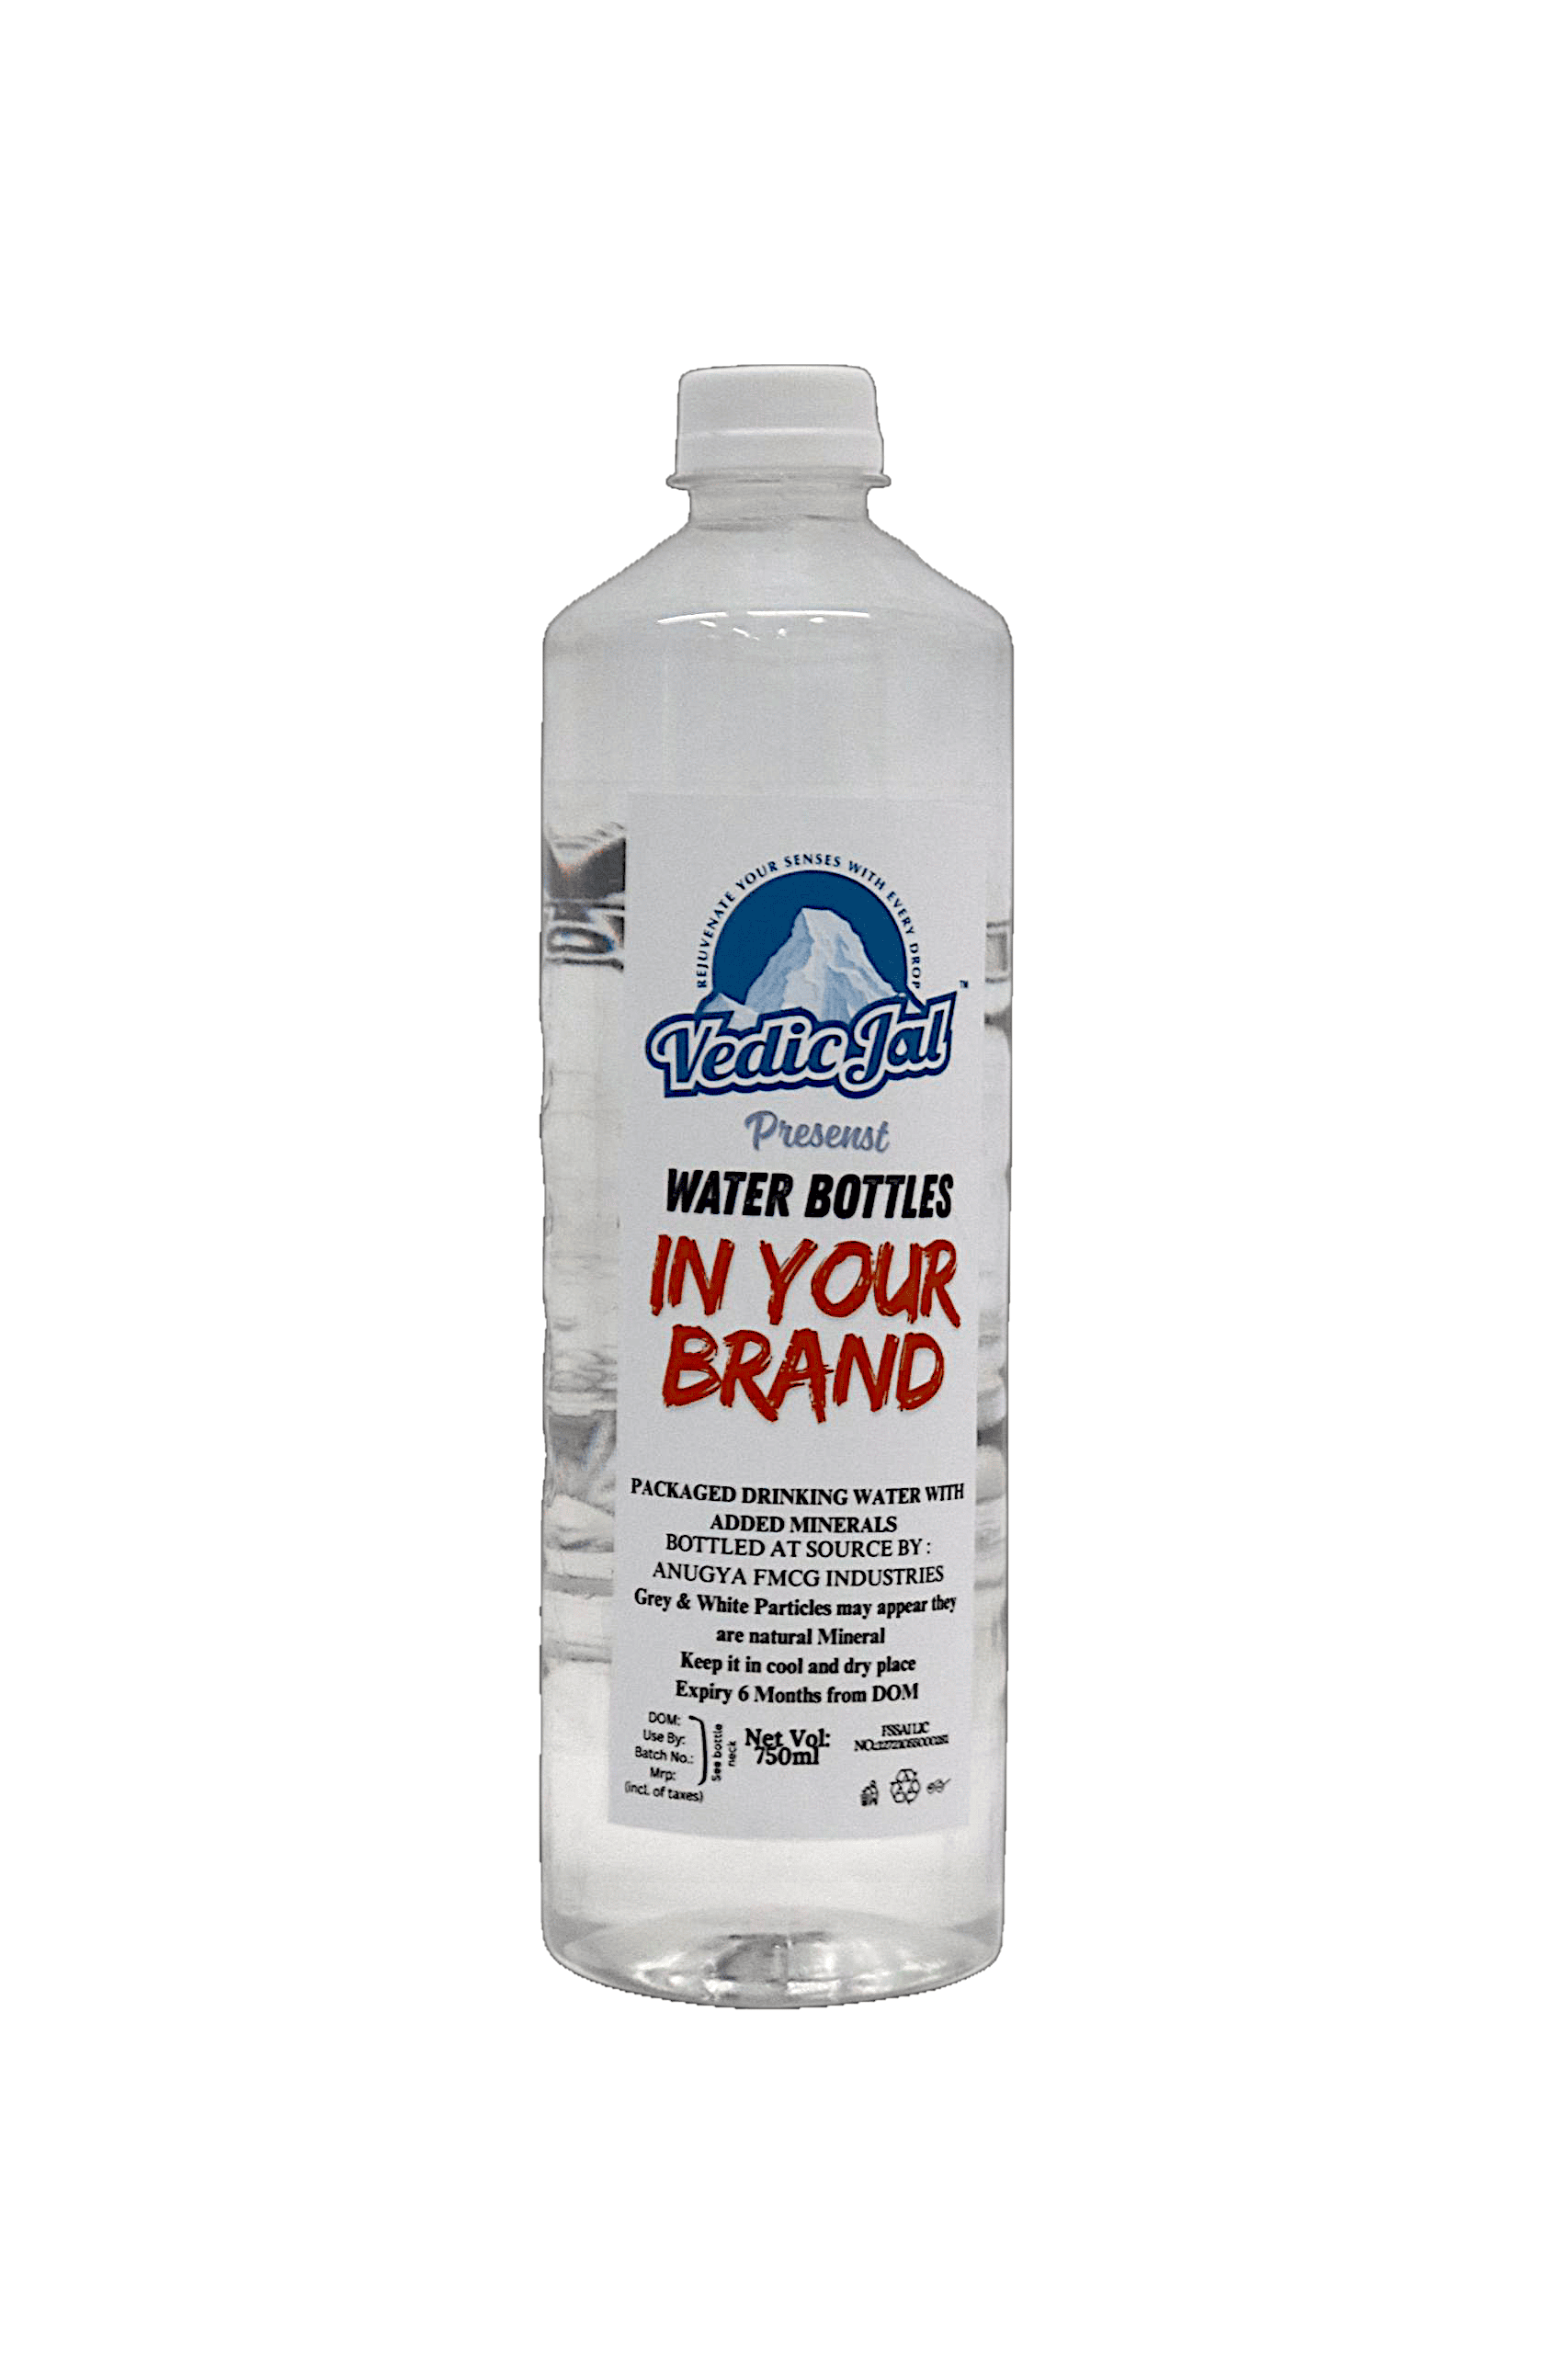 REJUVENATE YOUR SENSES WITH EVERY DROP
Vedic Jal ™
Presenst
WATER BOTTLES
IN YOUR
BRAND
PACKAGED DRINKING WATER WITH
ADDED MINERALS
BOTTLED AT SOURCE BY :
ANUGYA FMCG INDUSTRIES
Grey & White Particles may appear they
are natural Mineral
Keep it in cool and dry place
Expiry 6 Months from DOM
DOM:
Use By:
Batch No.:
Mrp:
(incl. of taxes)
See bottle
neck
Net Vol:
750ml
FSSAI LIC